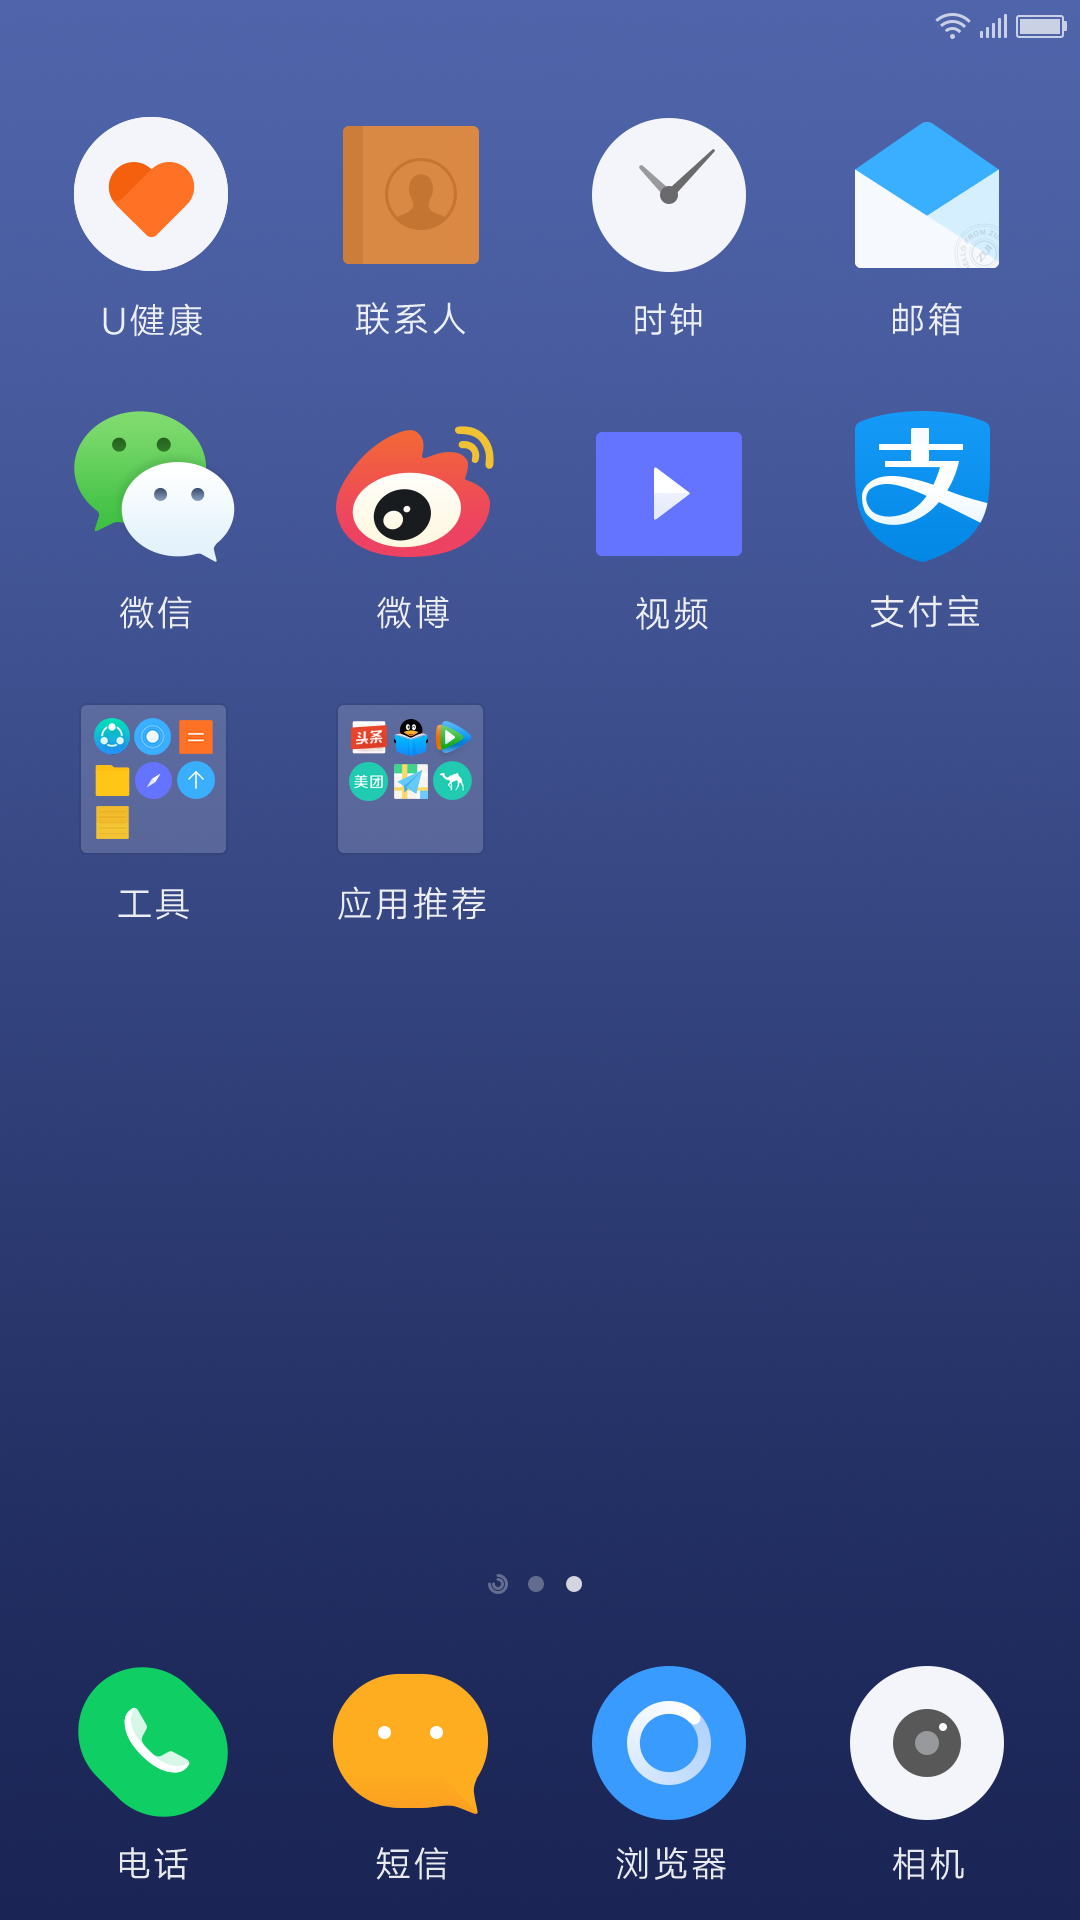 U健康
联系人
时钟
邮箱
微信
微博
视频
支
支付宝
头条
美团
工具
应用推荐
电话
短信
浏览器
相机